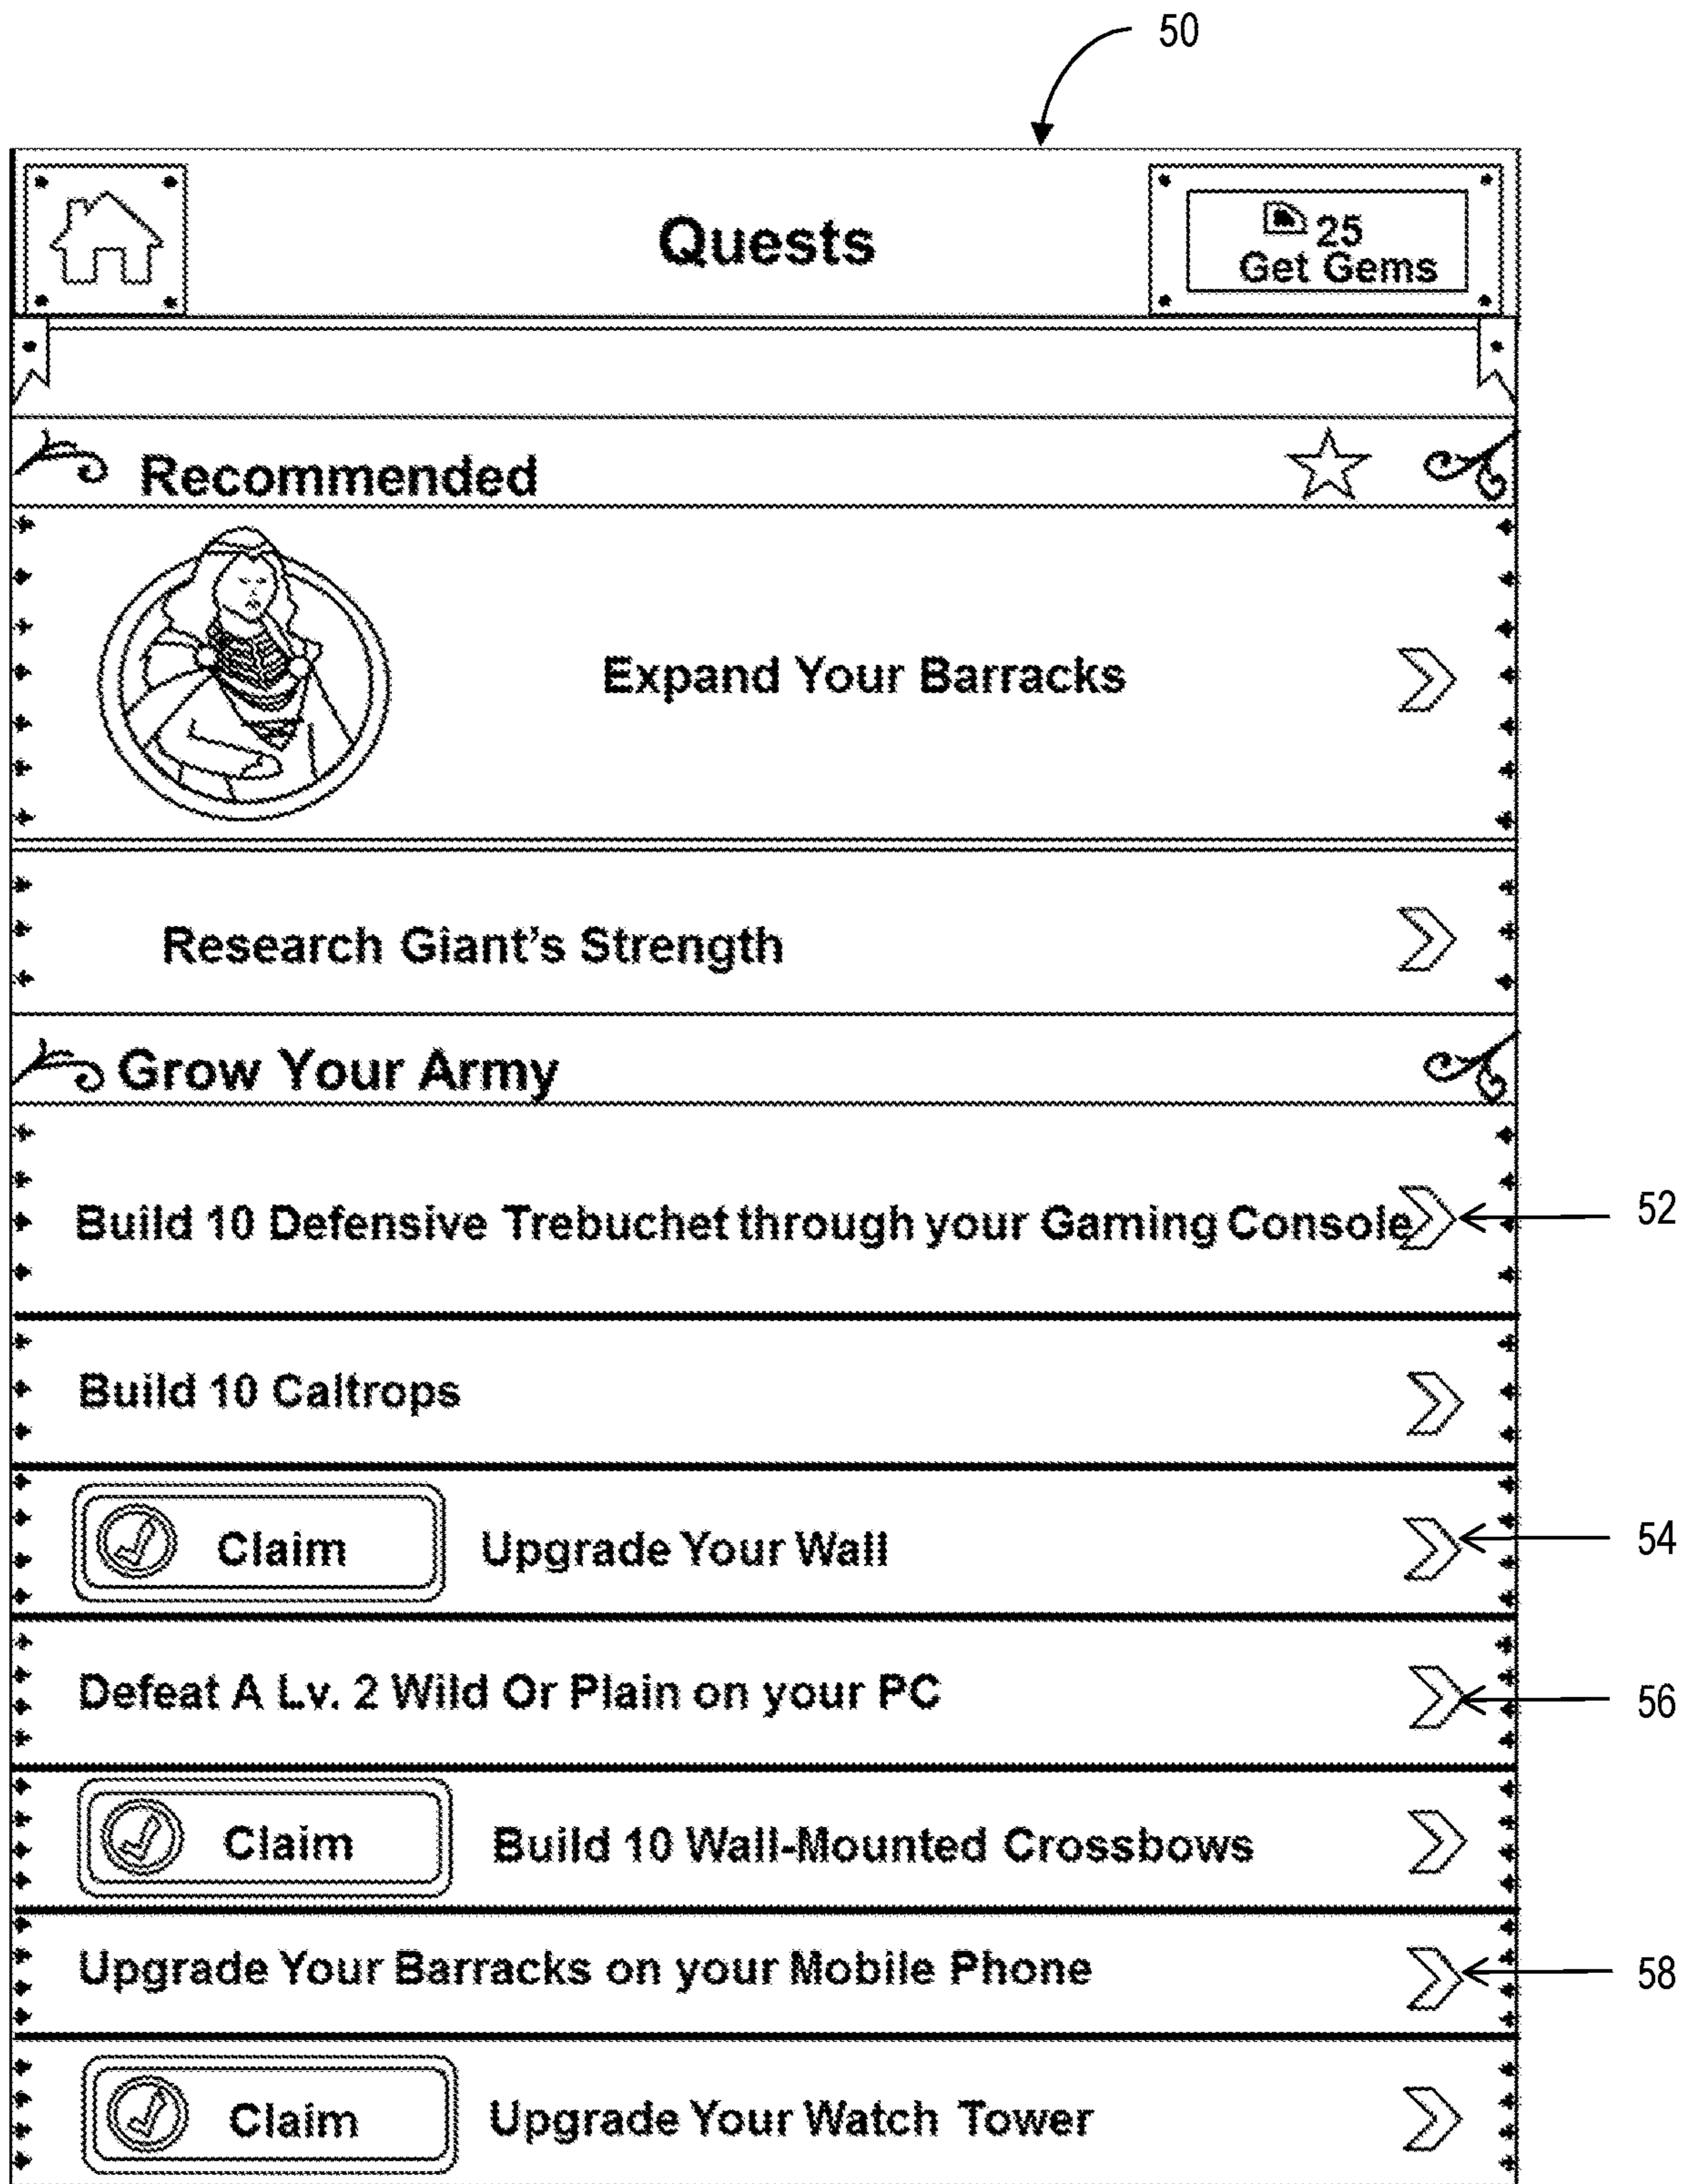 50
Quests
25
Get Gems
Recommended
Expand Your Barracks
Research Giant's Strength
Grow Your Army
Build 10 Defensive Trebuchet through your Gaming Console
52
Build 10 Caltrops
Claim Upgrade Your Wall
54
Defeat A Lv. 2 Wild Or Plain on your PC
56
Claim Build 10 Wall-Mounted Crossbows
Upgrade Your Barracks on your Mobile Phone
58
Claim Upgrade Your Watch Tower